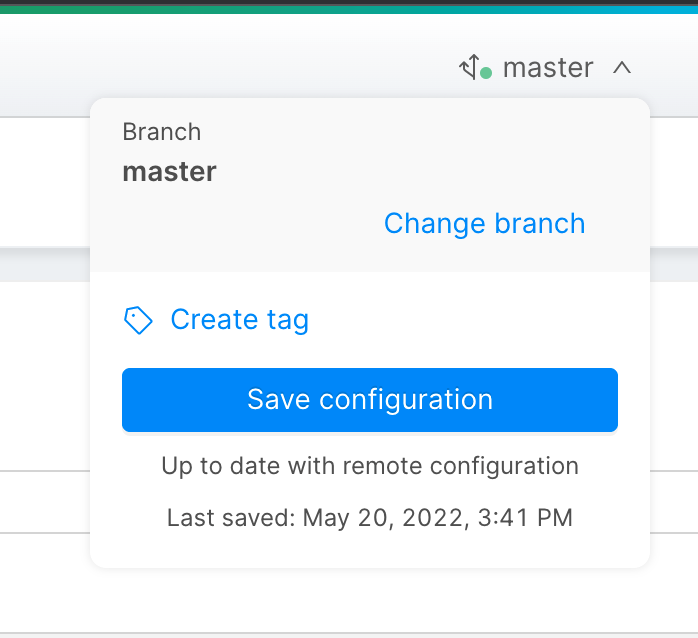 master
Branch
master
Change branch
Create tag
Save configuration
Up to date with remote configuration
Last saved: May 20, 2022, 3:41 PM